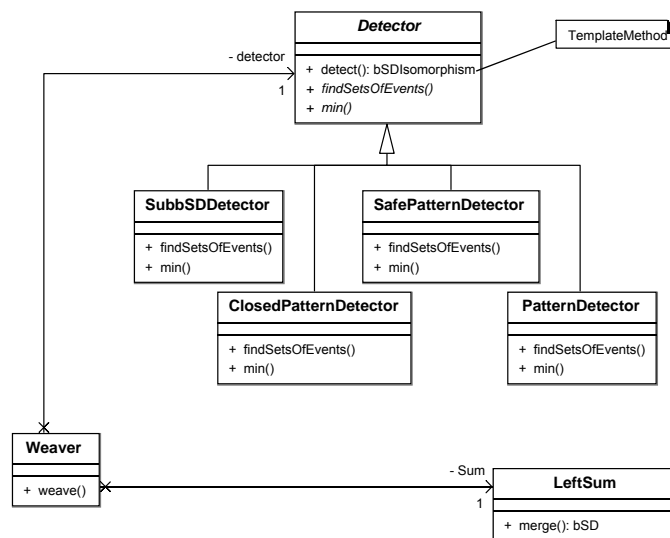 Detector
+ detect(): bSDIsomorphism
+ findSetsOfEvents()
+ min()
TemplateMethod
- detector
1
SubbSDDetector
+ findSetsOfEvents()
+ min()
SafePatternDetector
+ findSetsOfEvents()
+ min()
ClosedPatternDetector
+ findSetsOfEvents()
+ min()
PatternDetector
+ findSetsOfEvents()
+ min()
Weaver
+ weave()
- Sum
1
LeftSum
+ merge(): bSD